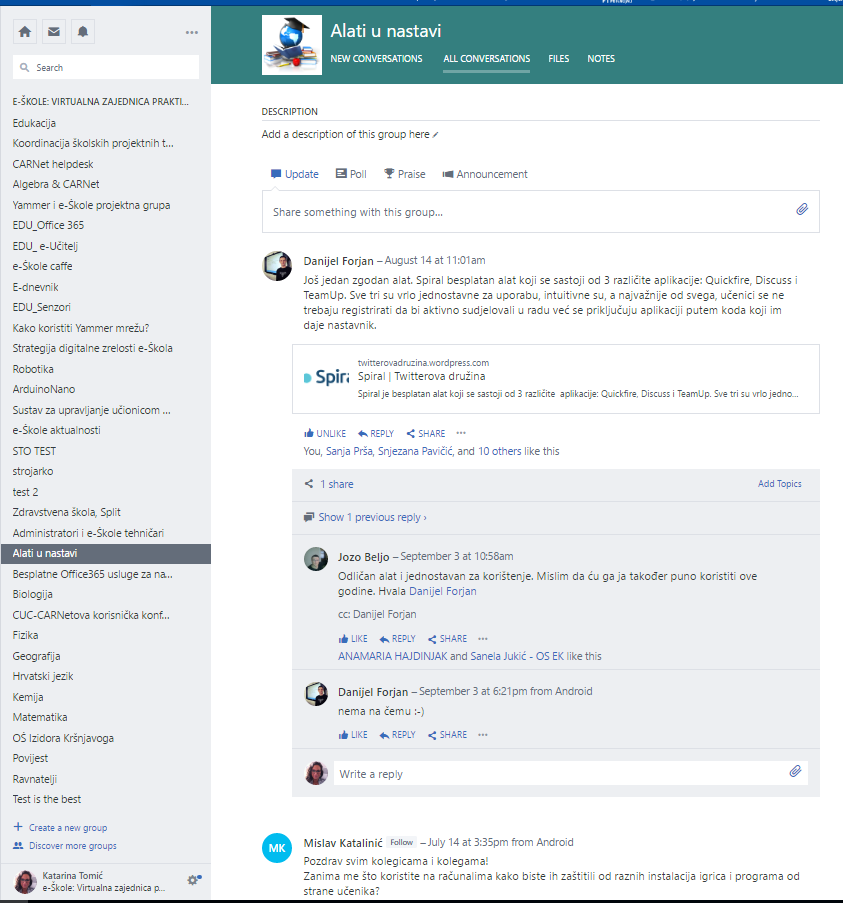 Search
E-ŠKOLE: VIRTUALNA ZAJEDNICA PRAKTI...
Edukacija
Koordinacija školskih projektnih t...
CARNet helpdesk
Algebra & CARNet
Yammer i e-Škole projektna grupa
EDU_Office 365
EDU_ e-Učitelj
e-Škole caffe
E-dnevnik
EDU_Senzori
Kako koristiti Yammer mrežu?
Strategija digitalne zrelosti e-Škola
Robotika
ArduinoNano
Sustav za upravljanje učionicom ...
e-Škole aktualnosti
STO TEST
strojarko
test 2
Zdravstvena škola, Split
Administratori i e-Škole tehničari
Alati u nastavi
Besplatne Office365 usluge za na...
Biologija
CUC-CARNetova korisnička konf...
Fizika
Geografija
Hrvatski jezik
Kemija
Matematika
OŠ Izidora Kršnjavoga
Povijest
Ravnatelji
Test is the best
Create a new group
Discover more groups
Katarina Tomić
e-Škole: Virtualna zajednica p...
Alati u nastavi
NEW CONVERSATIONS ALL CONVERSATIONS FILES NOTES
DESCRIPTION
Add a description of this group here
Update Poll Praise Announcement
Share something with this group...
Danijel Forjan – August 14 at 11:01am
Još jedan zgodan alat. Spiral besplatan alat koji se sastoji od 3 različite aplikacije: Quickfire, Discuss i
TeamUp. Sve tri su vrlo jednostavne za uporabu, intuitivne su, a najvažnije od svega, učenici se ne
trebaju registrirati da bi aktivno sudjelovali u radu već se priključuju aplikaciji putem koda koji im
daje nastavnik.
twitterovadruzina.wordpress.com
Spira
Spiral | Twitterova družina
Spiral je besplatan alat koji se sastoji od 3 različite aplikacije: Quickfire, Discuss i TeamUp. Sve tri su vrlo jedno...
UNLIKE REPLY SHARE ...
You, Sanja Prša, Snjezana Pavičić, and 10 others like this
1 share Add Topics
Show 1 previous reply ›
Jozo Beljo – September 3 at 10:58am
Odličan alat i jednostavan za korištenje. Mislim da ću ga ja također puno koristiti ove
godine. Hvala Danijel Forjan
cc: Danijel Forjan
LIKE REPLY SHARE ...
ANAMARIA HAJDINJAK and Sanela Jukić - OS EK like this
Danijel Forjan – September 3 at 6:21pm from Android
nema na čemu :-)
LIKE REPLY SHARE ...
Write a reply
MK
Mislav Katalinić Follow – July 14 at 3:35pm from Android
Pozdrav svim kolegicama i kolegama!
Zanima me što koristite na računalima kako biste ih zaštitili od raznih instalacija igrica i programa od
strane učenika?